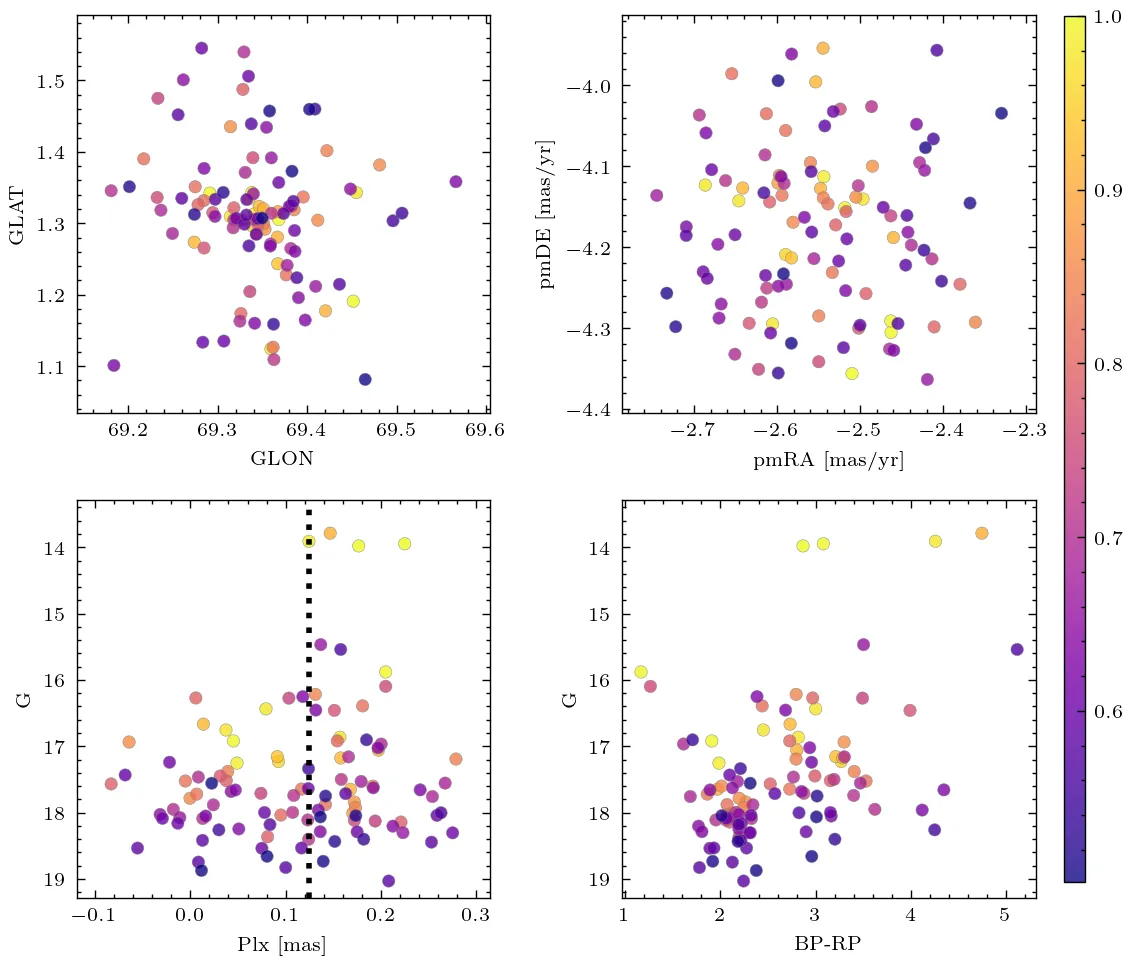 1.5
1.4
1.3
1.2
1.1
GLAT
69.2 69.3 69.4 69.5 69.6
GLON
−4.0
−4.1
−4.2
−4.3
−4.4
pmDE [mas/yr]
−2.7 −2.6 −2.5 −2.4 −2.3
pmRA [mas/yr]
14
15
16
17
18
19
G
−0.1 0.0 0.1 0.2 0.3
Plx [mas]
14
15
16
17
18
19
G
1 2 3 4 5
BP-RP
1.0
0.9
0.8
0.7
0.6